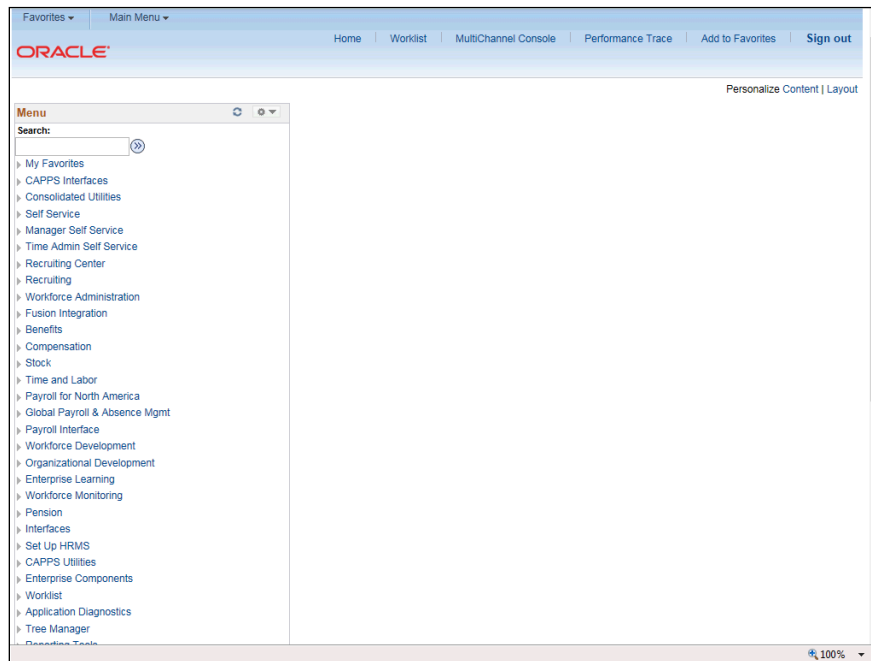 Favorites Main Menu
ORACLE
Home Worklist MultiChannel Console Performance Trace Add to Favorites Sign out
Personalize Content | Layout
Menu
Search:
My Favorites
CAPPS Interfaces
Consolidated Utilities
Self Service
Manager Self Service
Time Admin Self Service
Recruiting Center
Recruiting
Workforce Administration
Fusion Integration
Benefits
Compensation
Stock
Time and Labor
Payroll for North America
Global Payroll & Absence Mgmt
Payroll Interface
Workforce Development
Organizational Development
Enterprise Learning
Workforce Monitoring
Pension
Interfaces
Set Up HRMS
CAPPS Utilities
Enterprise Components
Worklist
Application Diagnostics
Tree Manager
Reporting Tools
100%